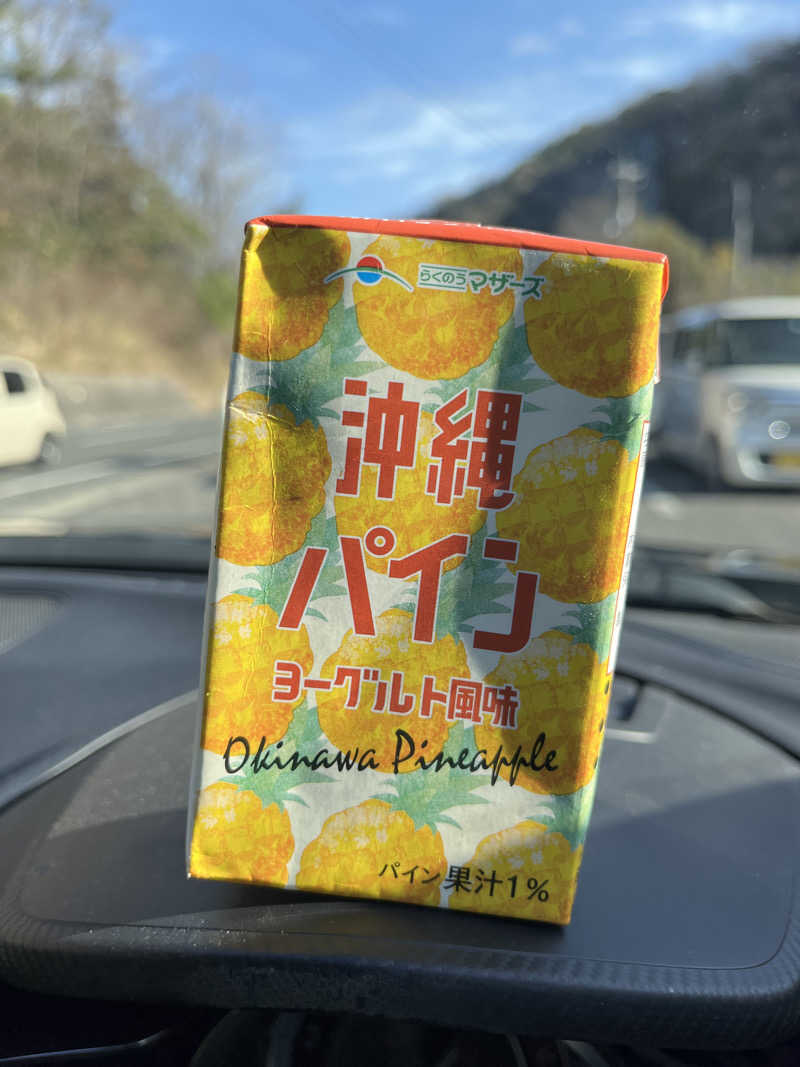 らくのうマザーズ
沖縄
パイン
ヨーグルト風味
Okinawa Pineapple
パイン果汁1%